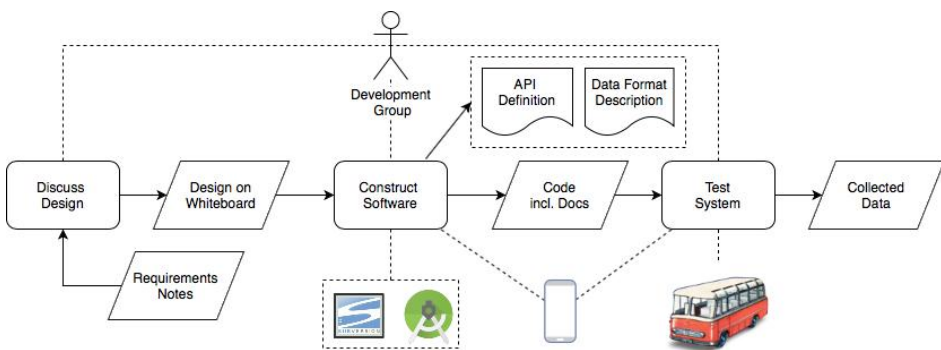 Development
Group
API
Definition
Data Format
Description
Discuss
Design
Design on
Whiteboard
Construct
Software
Code
incl. Docs
Test
System
Collected
Data
Requirements
Notes
SUBVERSION